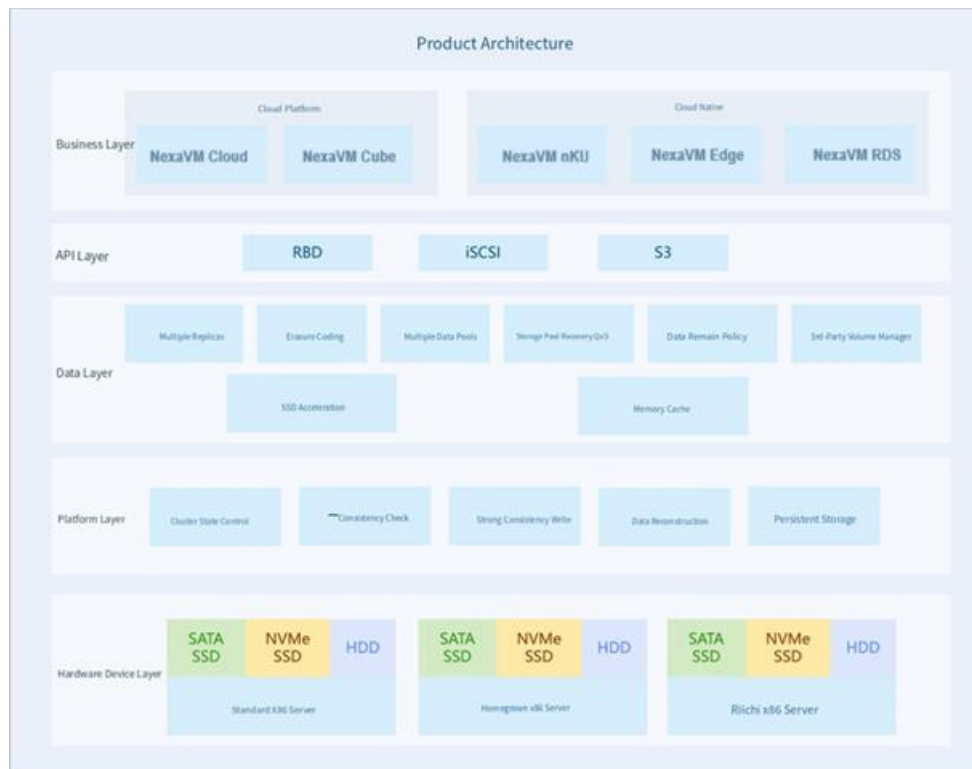 Product Architecture
Cloud Platform
Cloud Native
Business Layer
NexaVM Cloud
NexaVM Cube
NexaVM nKU
NexaVM Edge
NexaVM RDS
API Layer
RBD
iSCSI
S3
Multiple Replicas
Erasure Coding
Multiple Data Pools
Storage Pool Recovery QoS
Data Remain Policy
3rd-Party Volume Manager
Data Layer
SSD Acceleration
Memory Cache
Platform Layer
Cluster State Control
Consistency Check
Strong Consistency Write
Data Reconstruction
Persistent Storage
SATA
SSD
NVMe
SSD
HDD
SATA
SSD
NVMe
SSD
HDD
SATA
SSD
NVMe
SSD
HDD
Hardware Device Layer
Standard X86 Server
Homegrown x86 Server
Riichi x86 Server